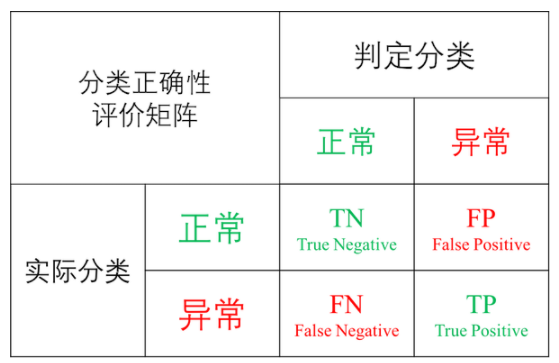 分类正确性
评价矩阵
判定分类
正常
异常
实际分类
正常
TN
True Negative
FP
False Positive
异常
FN
False Negative
TP
True Positive